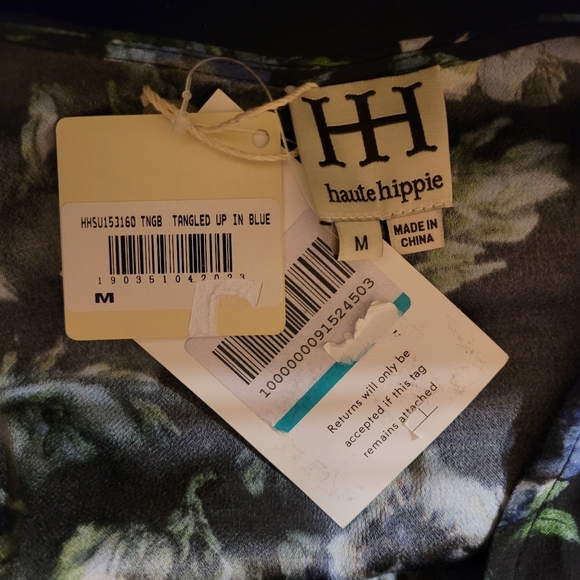 HHSU153160 TNGB TANGLED UP IN BLUE
190351042023
M
HH
haute hippie
M
MADE IN
CHINA
1000000091524503
Returns will only be
accepted if this tag
remains attached